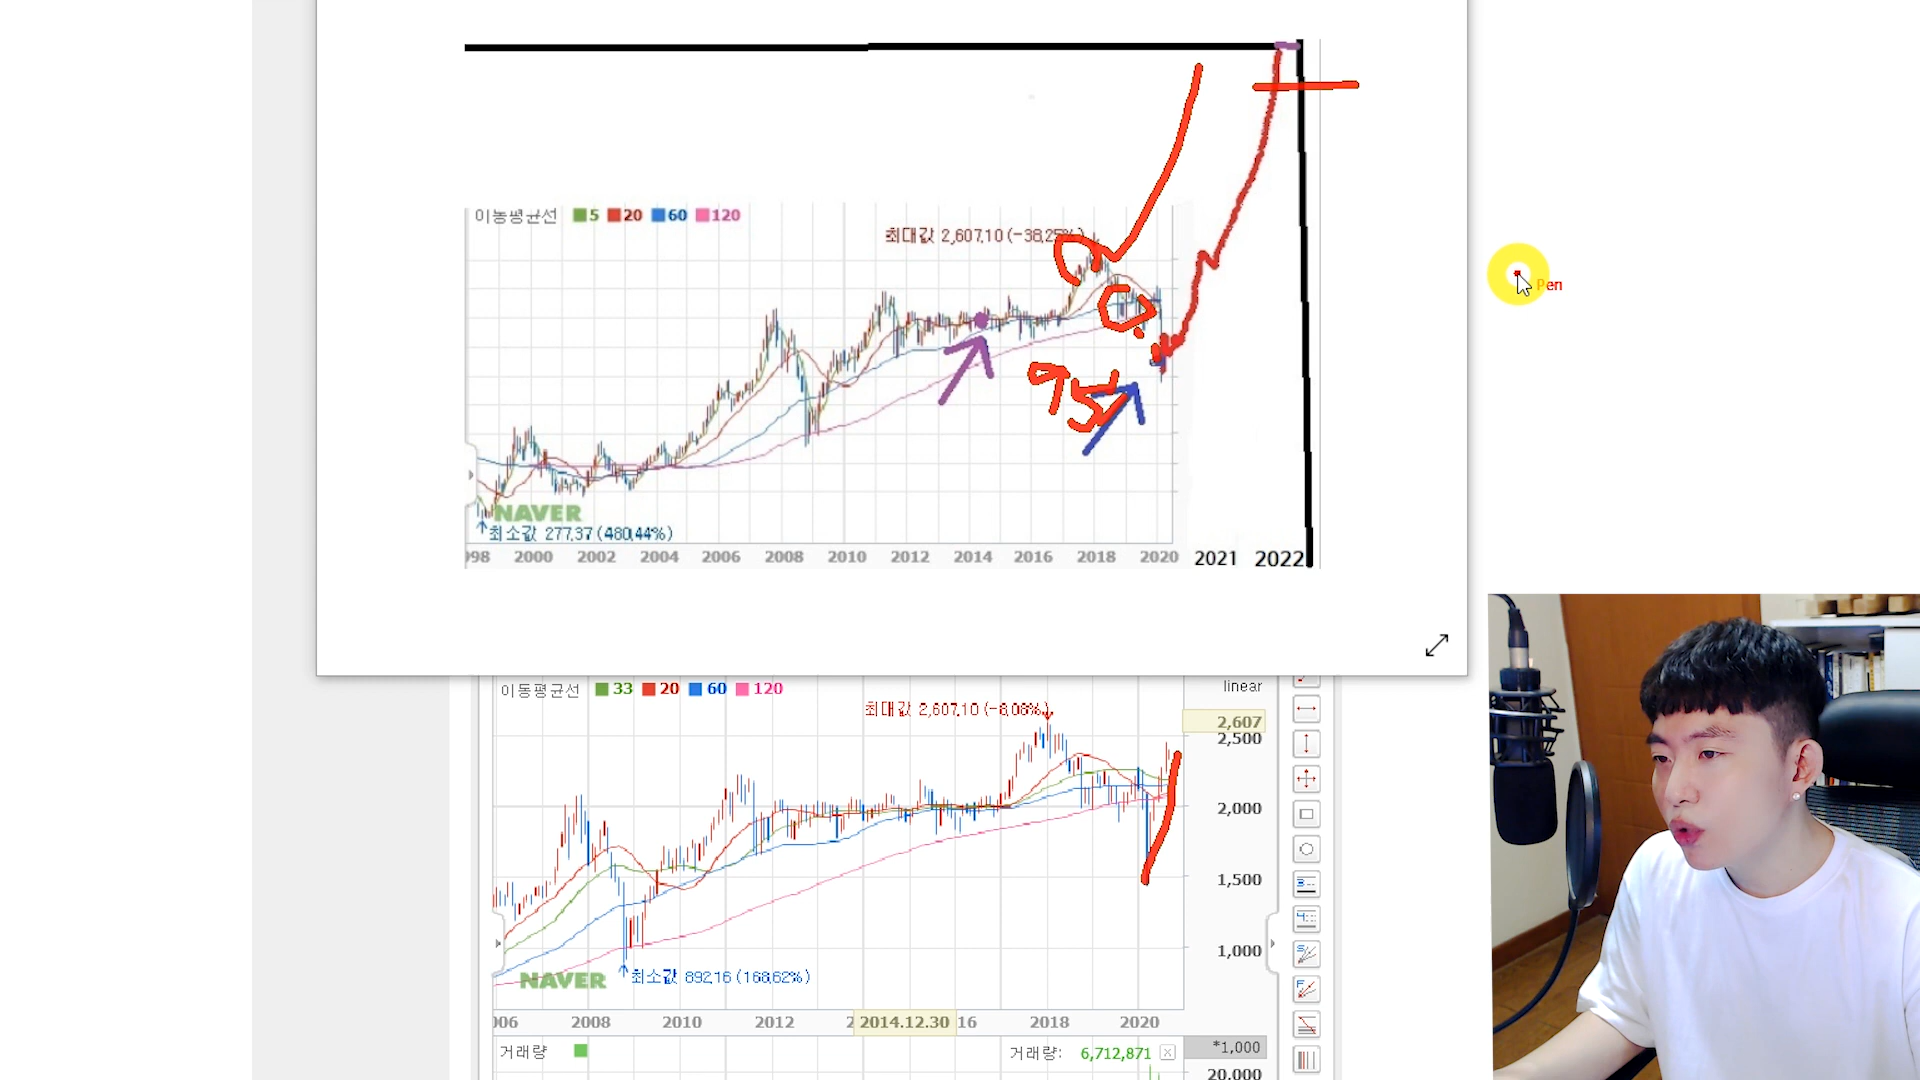 이동평균선 5 20 60 120
최대값 2,607.10 (-38.25%)
95
NAVER
최소값 277.37 (480.44%)
998 2000 2002 2004 2006 2008 2010 2012 2014 2016 2018 2020 2021 2022
Pen
이동평균선 33 20 60 120
linear
최대값 2,607.10 (-8.08%)
2,607
2,500
2,000
1,500
1,000
NAVER
최소값 892.16 (168.62%)
006 2008 2010 2012 2 2014.12.30 16 2018 2020
거래량
거래량: 6,712,871
*1,000
20,000